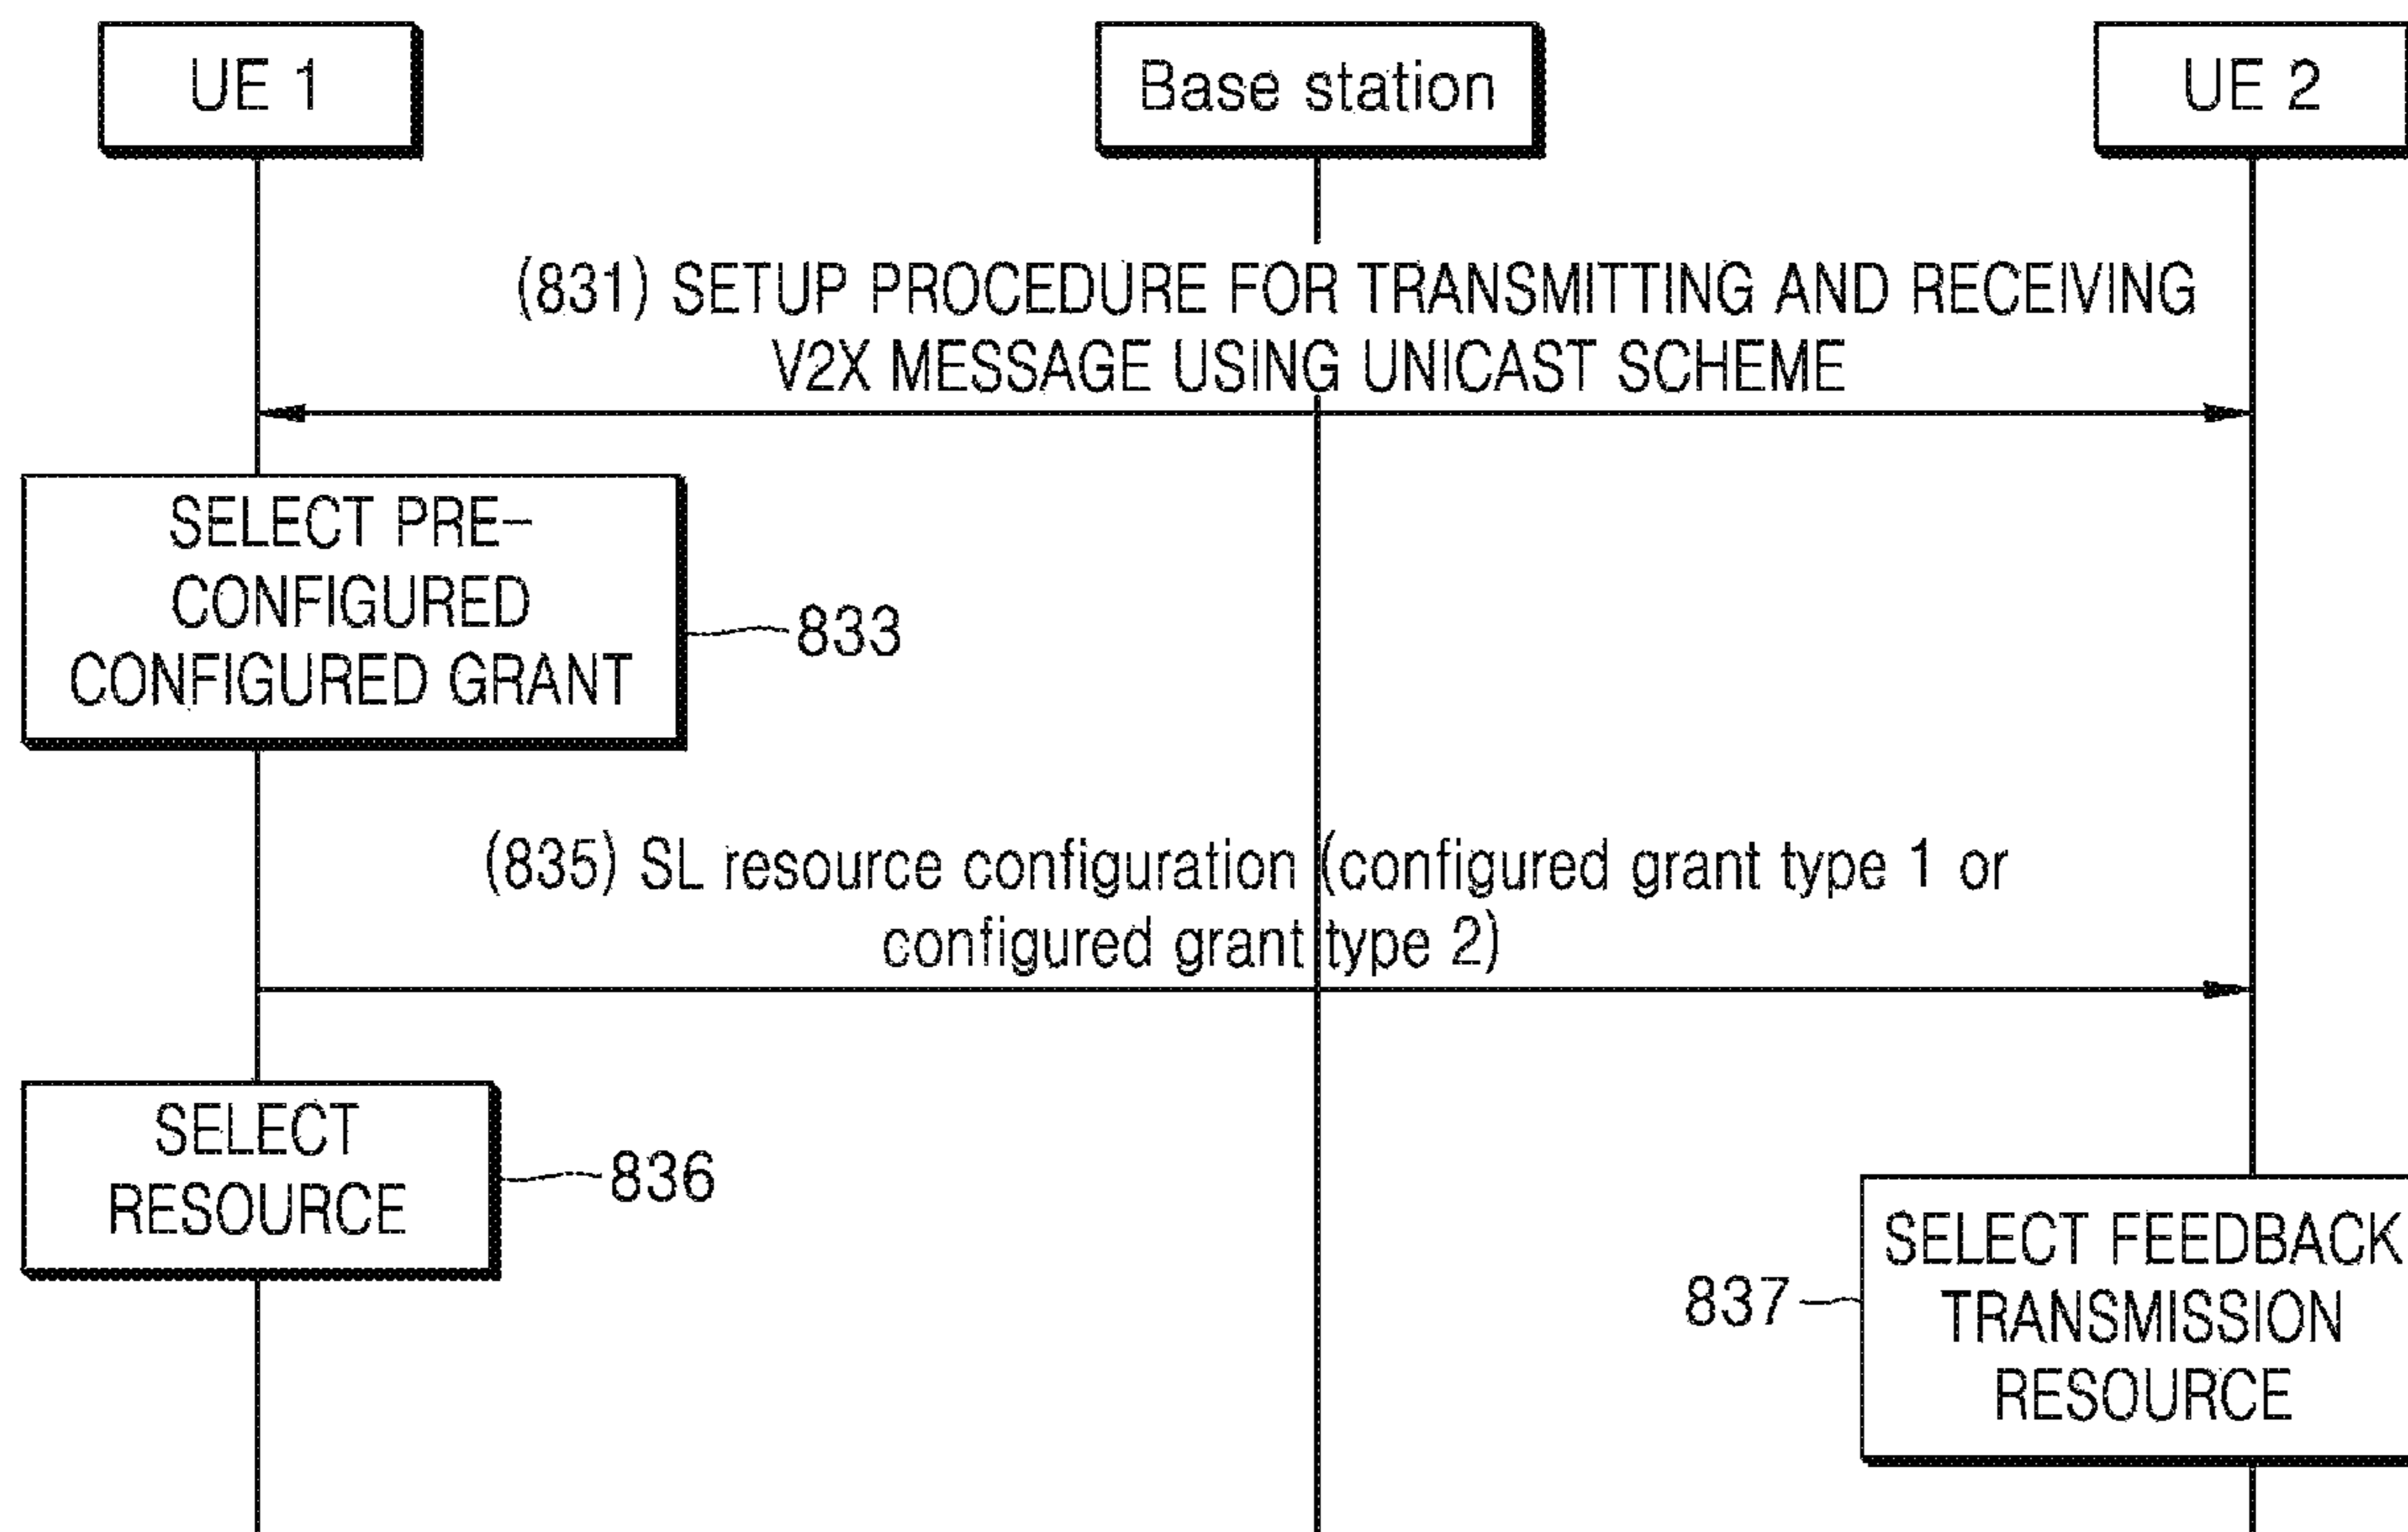 UE 1
Base station
UE 2
(831) SETUP PROCEDURE FOR TRANSMITTING AND RECEIVING
V2X MESSAGE USING UNICAST SCHEME
SELECT PRE-
CONFIGURED
CONFIGURED GRANT
833
(835) SL resource configuration (configured grant type 1 or
configured grant type 2)
SELECT
RESOURCE
836
837
SELECT FEEDBACK
TRANSMISSION
RESOURCE